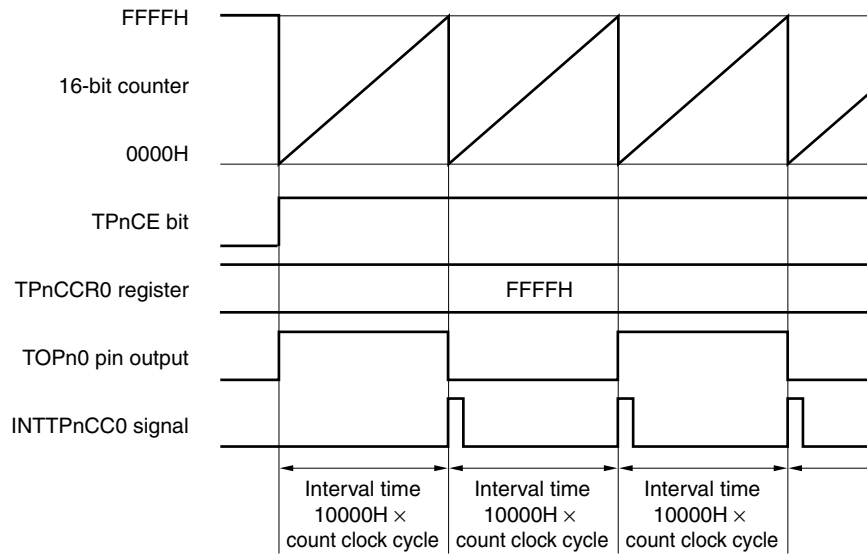 FFFFH
16-bit counter
0000H
TPnCE bit
TPnCCR0 register
FFFFH
TOPn0 pin output
INTTPnCC0 signal
Interval time
10000H ×
count clock cycle
Interval time
10000H ×
count clock cycle
Interval time
10000H ×
count clock cycle